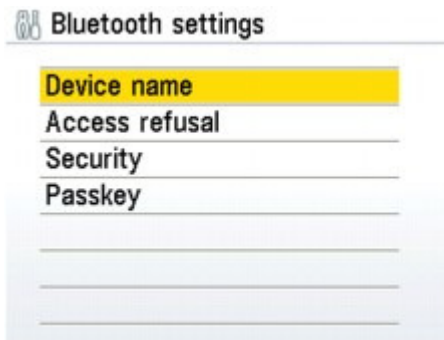 Bluetooth settings
Device name
Access refusal
Security
Passkey